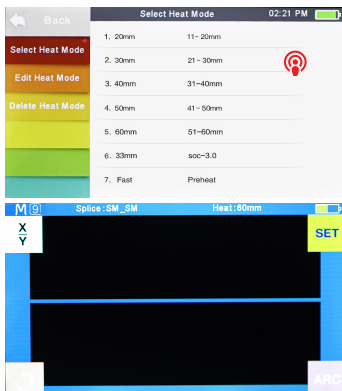 Back
Select Heat Mode 02:21 PM
Select Heat Mode
Edit Heat Mode
Delete Heat Mode
1. 20mm 11~ 20mm
2. 30mm 21~ 30mm
3. 40mm 31~40mm
4. 50mm 41~ 50mm
5. 60mm 51~60mm
6. 33mm soc-3.0
7. Fast Preheat
M 9 Splice:SM_SM Heat:60mm
X
Y
SET
ARC